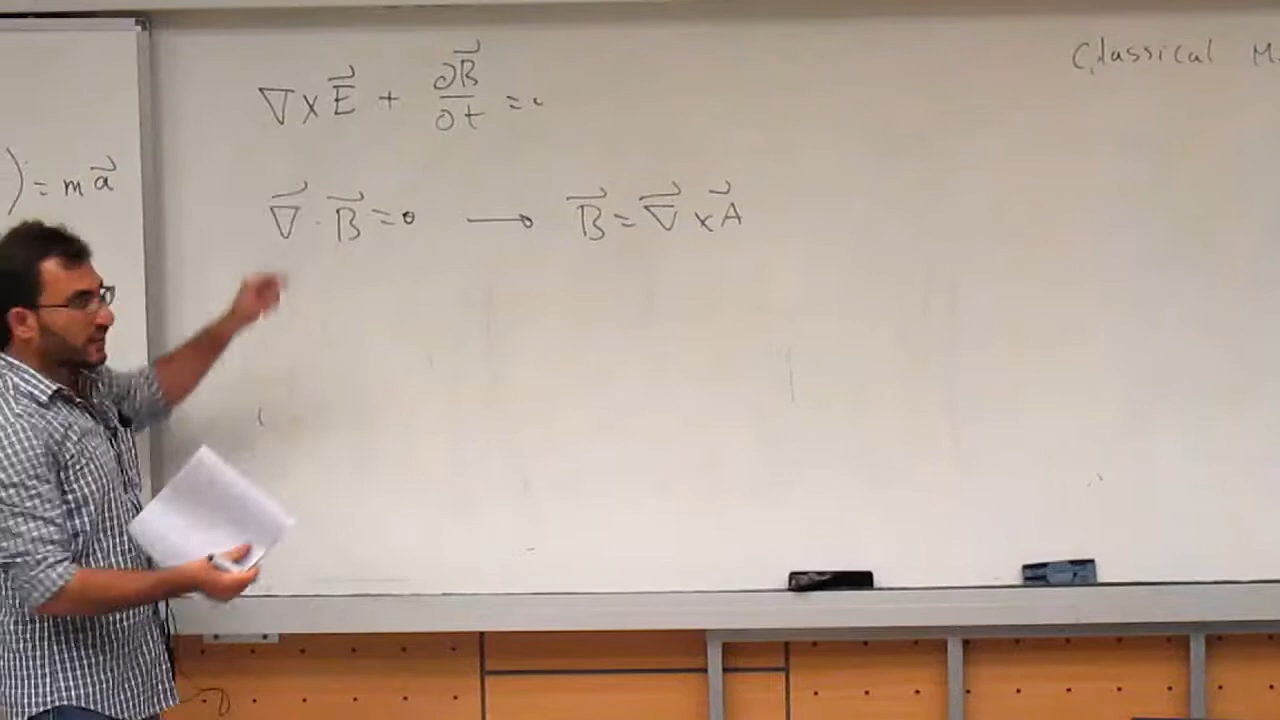 Classical M
∇×E⃗ + ∂B⃗/∂t = 0
) = m a⃗
∇⃗ · B⃗ = 0 ⟶ B⃗ = ∇⃗ × A⃗